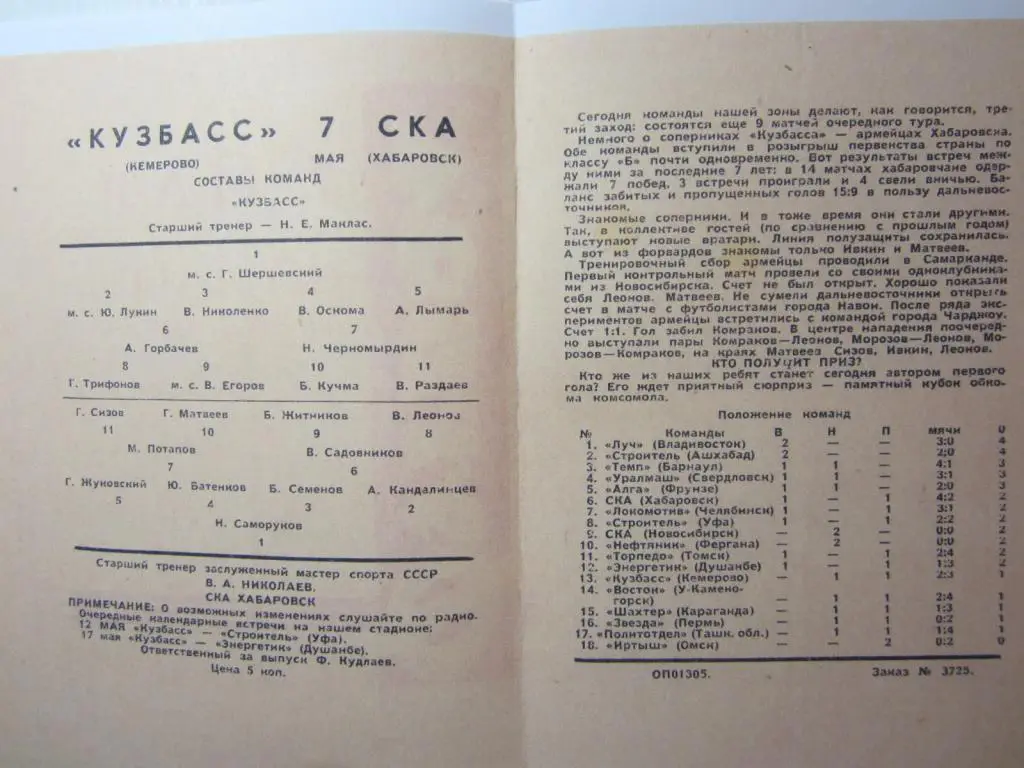 «КУЗБАСС» 7 СКА
(КЕМЕРОВО) МАЯ (ХАБАРОВСК)
СОСТАВЫ КОМАНД
«КУЗБАСС»
Старший тренер — Н. Е. Маклас.
1
м. с. Г. Шершевский
2 3 4 5
м. с. Ю. Лукин В. Николенко В. Оскома А. Лымарь
6 7
А. Горбачев Н. Черномырдин
8 9 10 11
Г. Трифонов м. с. В. Егоров Б. Кучма В. Раздаев
Г. Сизов Г. Матвеев Б. Житников В. Леонов
11 10 9 8
М. Потапов В. Садовников
7 6
Г. Жуковский Ю. Батенков Б. Семенов А. Кандалинцев
5 4 3 2
Н. Саморуков
1
Старший тренер заслуженный мастер спорта СССР
В. А. НИКОЛАЕВ.
СКА ХАБАРОВСК
ПРИМЕЧАНИЕ: О возможных изменениях слушайте по радио.
Очередные календарные встречи на нашем стадионе:
12 МАЯ «Кузбасс» — «Строитель» (Уфа).
17 мая «Кузбасс» — «Энергетик» (Душанбе).
Ответственный за выпуск Ф. Кудлаев.
Цена 5 коп.
Сегодня команды нашей зоны делают, как говорится, тре-
тий заход: состоятся еще 9 матчей очередного тура.
Немного о соперниках «Кузбасса» — армейцах Хабаровска.
Обе команды вступили в розыгрыш первенства страны по
классу «Б» почти одновременно. Вот результаты встреч меж-
ду ними за последние 7 лет: в 14 матчах хабаровчане одер-
жали 7 побед, 3 встречи проиграли и 4 свели вничью. Ба-
ланс забитых и пропущенных голов 15:9 в пользу дальневос-
точников.
Знакомые соперники. И в тоже время они стали другими.
Так, в коллективе гостей (по сравнению с прошлым годом)
выступают новые вратари. Линия полузащиты сохранилась.
А вот из форвардов знакомы только Ивкин и Матвеев.
Тренировочный сбор армейцы проводили в Самарканде.
Первый контрольный матч провели со своими одноклубника-
ми из Новосибирска. Счет не был открыт. Хорошо показали
себя Леонов. Матвеев. Не сумели дальневосточники открыть
счет в матче с футболистами города Навои. После ряда экс-
периментов армейцы встретились с командой города Чарджоу.
Счет 1:1. Гол забил Комраков. В центре нападения поочеред-
но выступали пары Комраков—Леонов, Морозов—Леонов, Мо-
розов—Комраков, на краях Матвеев Сизов, Ивкин, Леонов.
КТО ПОЛУЧИТ ПРИЗ?
Кто же из наших ребят станет сегодня автором первого
гола? Его ждет приятный сюрприз — памятный кубок обко-
ма комсомола.
Положение команд
№ Команды В Н П мячи О
1. «Луч» (Владивосток) 2 — — 3:0 4
2. «Строитель (Ашхабад) 2 — — 2;0 4
3. «Темп» (Барнаул) 1 1 — 4:1 3
4. «Уралмаш» (Свердловск) 1 1 — 3:1 3
5. «Алга» (Фрунзе) 1 1 — 2:0 3
6. СКА (Хабаровск) 1 — 1 4:2 2
7. «Локомотив» (Челябинск) 1 — 1 3:1 2
8. «Строитель» (Уфа) 1 — 1 2:2 2
9. СКА (Новосибирск) — 2 — 0:0 2
10. «Нефтяник» (Фергана) — 2 — 0:0 2
11. «Торпедо» (Томск) 1 — 1 2:4 2
12. «Энергетик» (Душанбе) 1 — 1 1:3 2
13. «Кузбасс» (Кемерово) — 1 1 2:3 1
14. «Восток» (У-Камено-
горск) — 1 1 2:4 1
15. «Шахтер» (Караганда) — 1 1 1:3 1
16. «Звезда» (Пермь) — 1 1 0:2 1
17. «Политотдел» (Ташк. обл.) — 1 1 1:4 1
18. «Иртыш» (Омск) — — 2 0:2 0
ОП01305. Заказ № 3725.